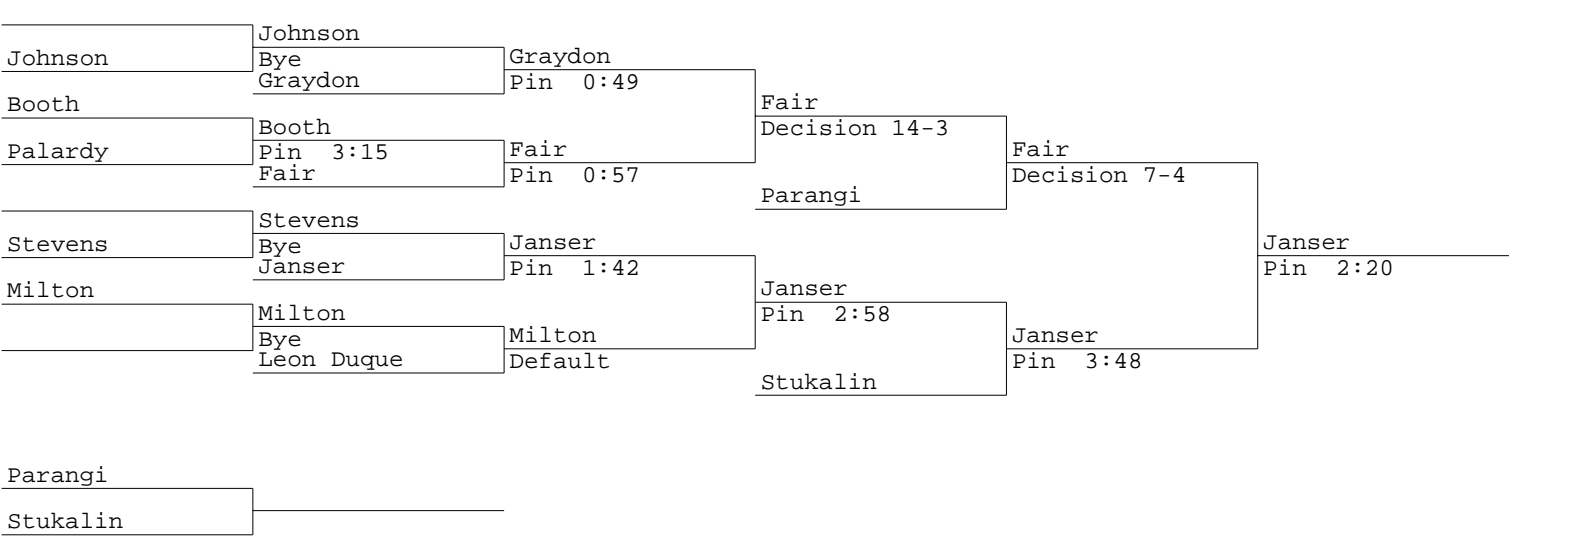 Johnson
Booth
Palardy
Stevens
Milton
Johnson
Bye
Graydon
Booth
Pin 3:15
Fair
Stevens
Bye
Janser
Milton
Bye
Leon Duque
Graydon
Pin 0:49
Fair
Pin 0:57
Janser
Pin 1:42
Milton
Default
Fair
Decision 14-3
Parangi
Janser
Pin 2:58
Stukalin
Fair
Decision 7-4
Janser
Pin 3:48
Janser
Pin 2:20
Parangi
Stukalin